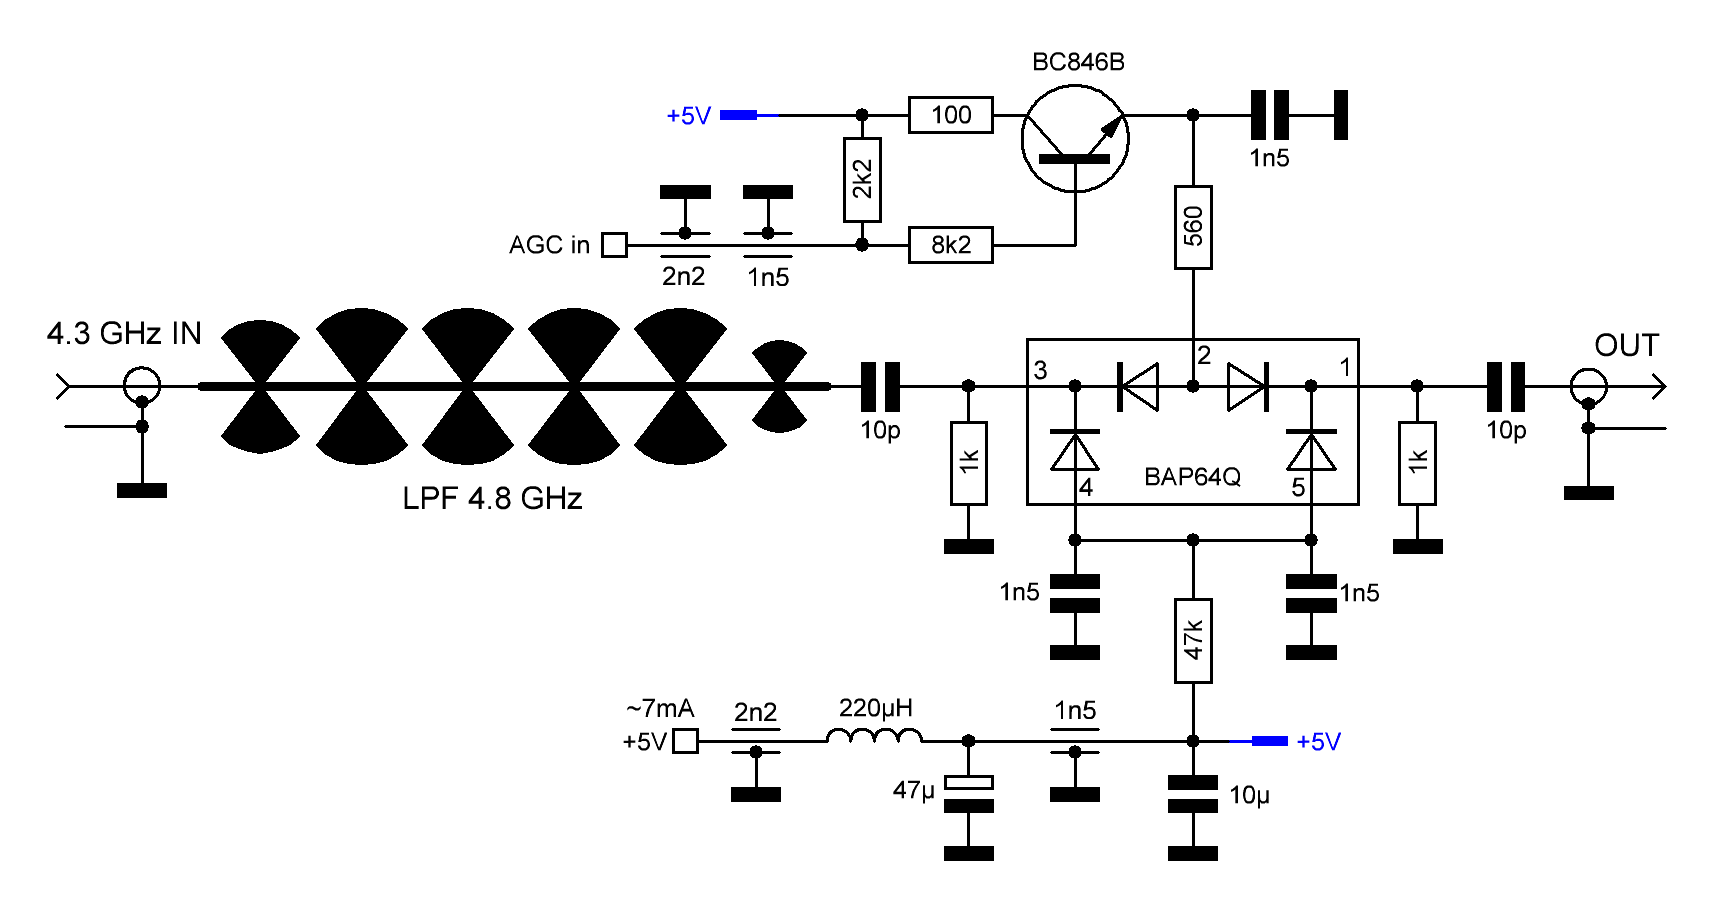 BC846B
+5V
100
1n5
2k2
560
AGC in
8k2
2n2
1n5
4.3 GHz IN
OUT
3
2
1
10p
10p
1k
1k
BAP64Q
4
5
LPF 4.8 GHz
1n5
1n5
47k
~7mA
2n2
220µH
1n5
+5V
+5V
47µ
10µ